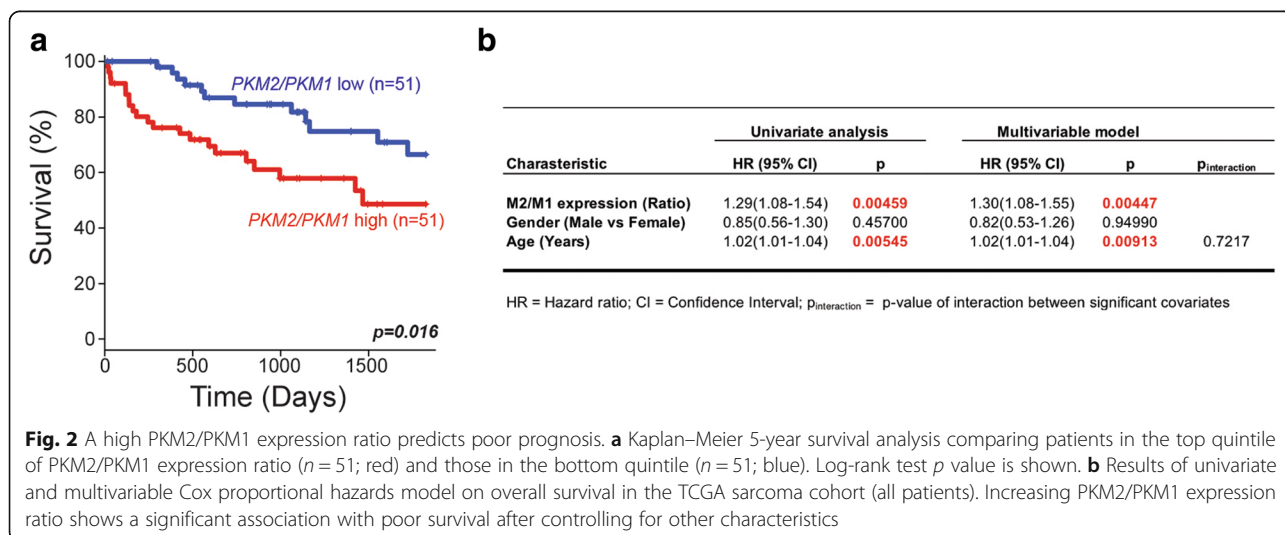 a
Survival (%)
100
80
60
40
20
0
PKM2/PKM1 low (n=51)
PKM2/PKM1 high (n=51)
p=0.016
0 500 1000 1500
Time (Days)
b
Univariate analysis Multivariable model
Charasteristic HR (95% CI) p HR (95% CI) p pinteraction
M2/M1 expression (Ratio) 1.29(1.08-1.54) 0.00459 1.30(1.08-1.55) 0.00447
Gender (Male vs Female) 0.85(0.56-1.30) 0.45700 0.82(0.53-1.26) 0.94990
Age (Years) 1.02(1.01-1.04) 0.00545 1.02(1.01-1.04) 0.00913 0.7217
HR = Hazard ratio; CI = Confidence Interval; pinteraction = p-value of interaction between significant covariates
Fig. 2 A high PKM2/PKM1 expression ratio predicts poor prognosis. a Kaplan–Meier 5-year survival analysis comparing patients in the top quintile
of PKM2/PKM1 expression ratio (n = 51; red) and those in the bottom quintile (n = 51; blue). Log-rank test p value is shown. b Results of univariate
and multivariable Cox proportional hazards model on overall survival in the TCGA sarcoma cohort (all patients). Increasing PKM2/PKM1 expression
ratio shows a significant association with poor survival after controlling for other characteristics